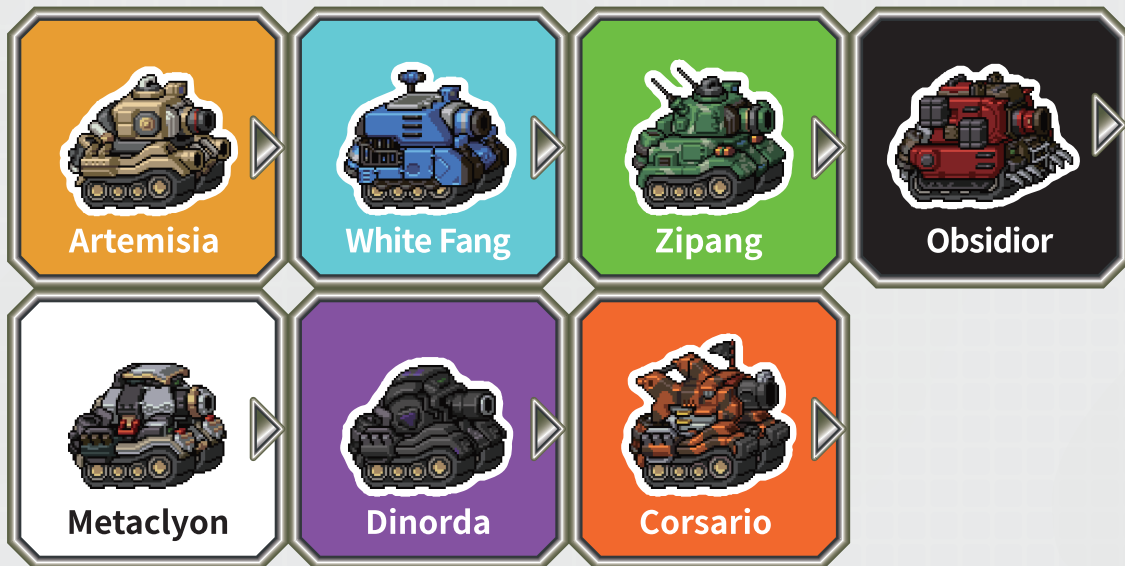 Artemisia
White Fang
Zipang
Obsidior
Metaclyon
Dinorda
Corsario